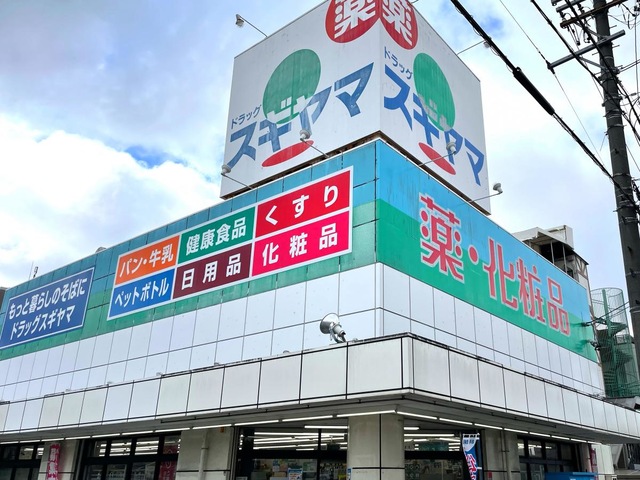 薬 薬
ドラッグ
スギヤマ
ドラッグ
スギヤマ
パン・牛乳
健康食品
くすり
ペットボトル
日用品
化粧品
もっと暮らしのそばに
ドラッグスギヤマ
薬・化粧品